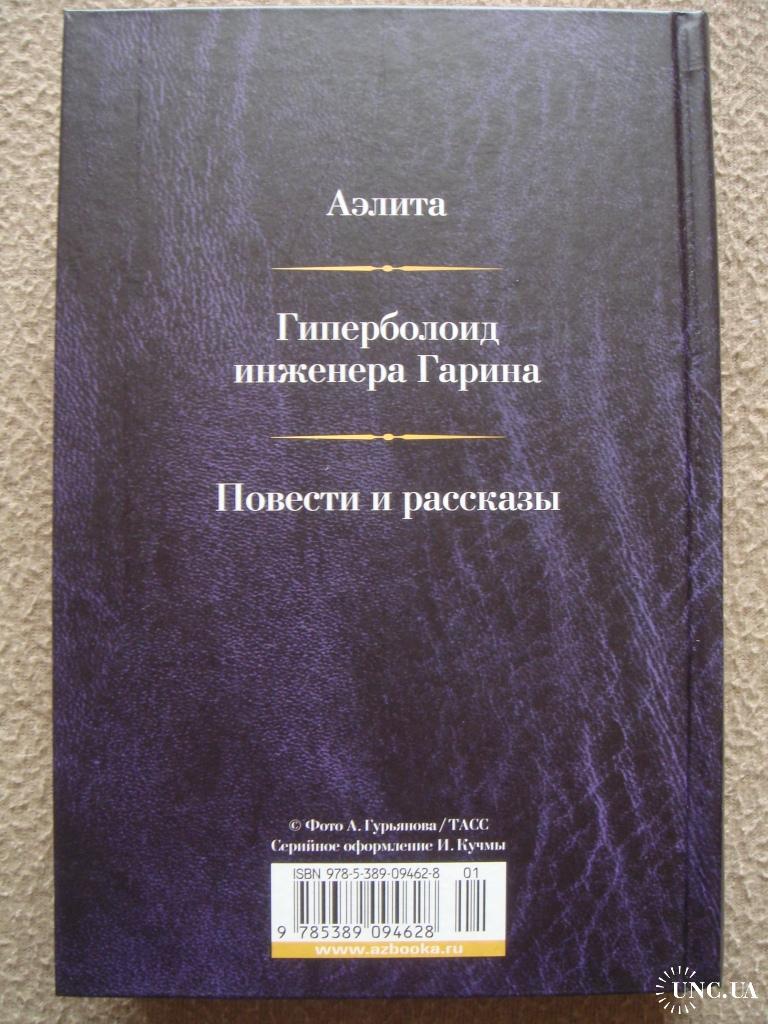 Аэлита
Гиперболоид
инженера Гарина
Повести и рассказы
© Фото А. Гурьянова / ТАСС
Серийное оформление И. Кучмы
ISBN 978-5-389-09462-8 01
9 785389 094628
www.azbooka.ru
UNC.UA